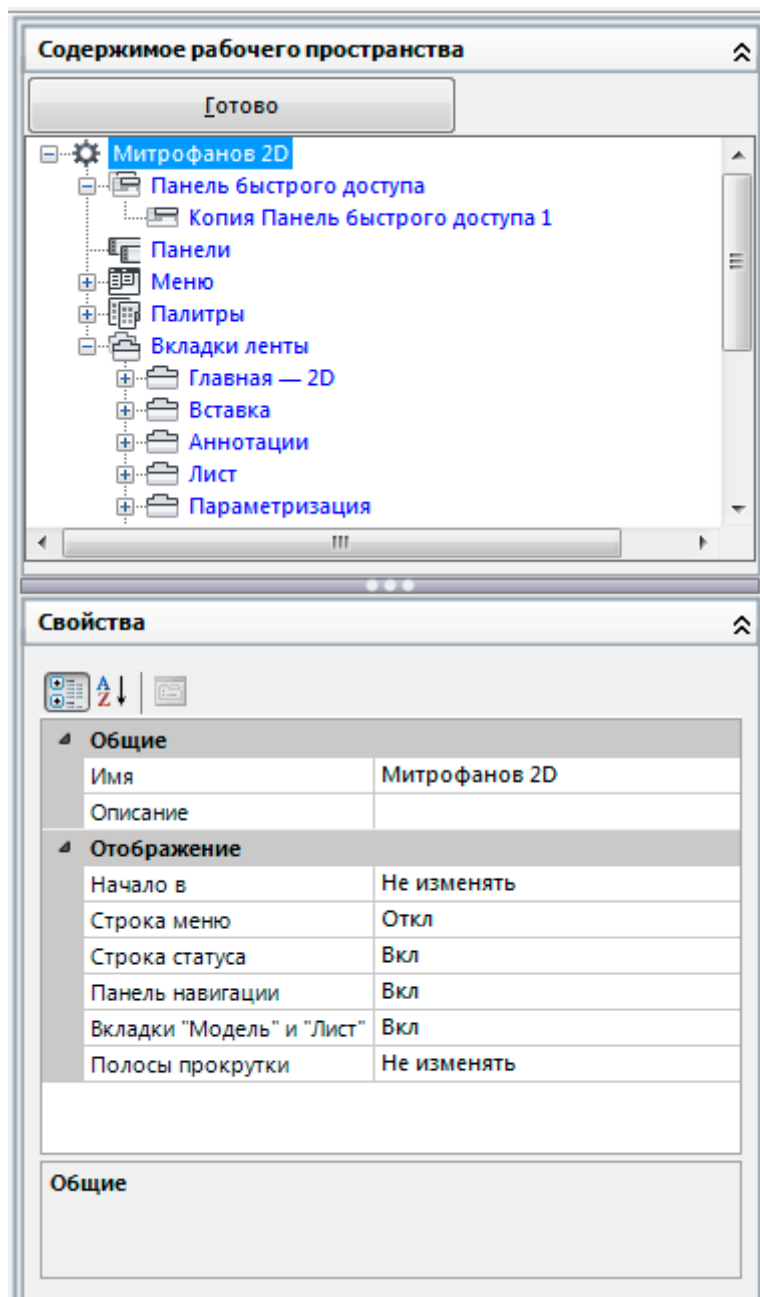 Содержимое рабочего пространства
Готово
Митрофанов 2D
Панель быстрого доступа
Копия Панель быстрого доступа 1
Панели
Меню
Палитры
Вкладки ленты
Главная — 2D
Вставка
Аннотации
Лист
Параметризация
Свойства
Общие
Имя Митрофанов 2D
Описание
Отображение
Начало в Не изменять
Строка меню Откл
Строка статуса Вкл
Панель навигации Вкл
Вкладки "Модель" и "Лист" Вкл
Полосы прокрутки Не изменять
Общие